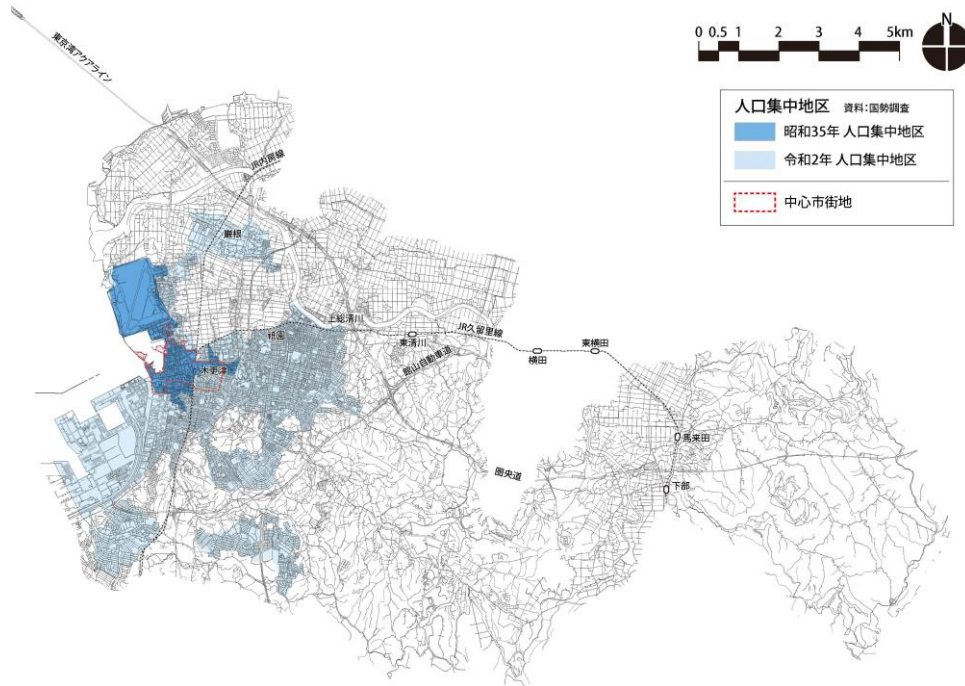 東京湾アクアライン
0 0.5 1 2 3 4 5km
N
人口集中地区 資料:国勢調査
昭和35年 人口集中地区
令和2年 人口集中地区
中心市街地
JR内房線
巌根
上総清川
祇園
東清川
JR久留里線
横田
東横田
木更津
館山自動車道
馬来田
圏央道
下部